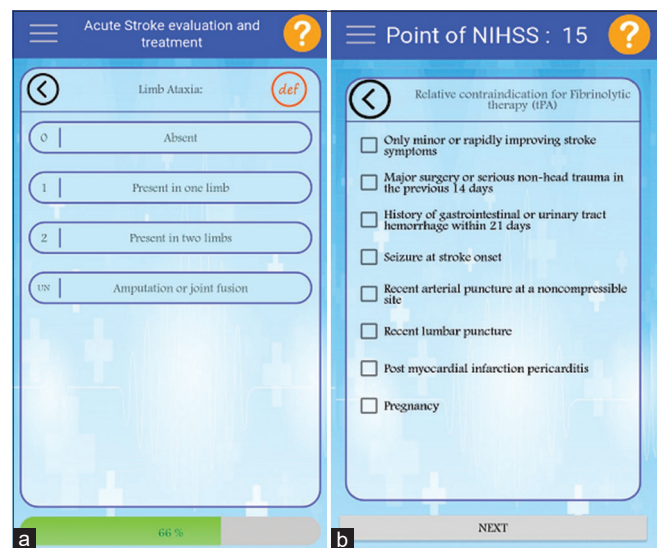 Acute Stroke evaluation and
treatment
?
Limb Ataxia:
def
0 Absent
1 Present in one limb
2 Present in two limbs
UN Amputation or joint fusion
66 %
a
Point of NIHSS : 15
?
Relative contraindication for Fibrinolytic
therapy (tPA)
Only minor or rapidly improving stroke
symptoms
Major surgery or serious non-head trauma in
the previous 14 days
History of gastrointestinal or urinary tract
hemorrhage within 21 days
Seizure at stroke onset
Recent arterial puncture at a noncompressible
site
Recent lumbar puncture
Post myocardial infarction pericarditis
Pregnancy
NEXT
b